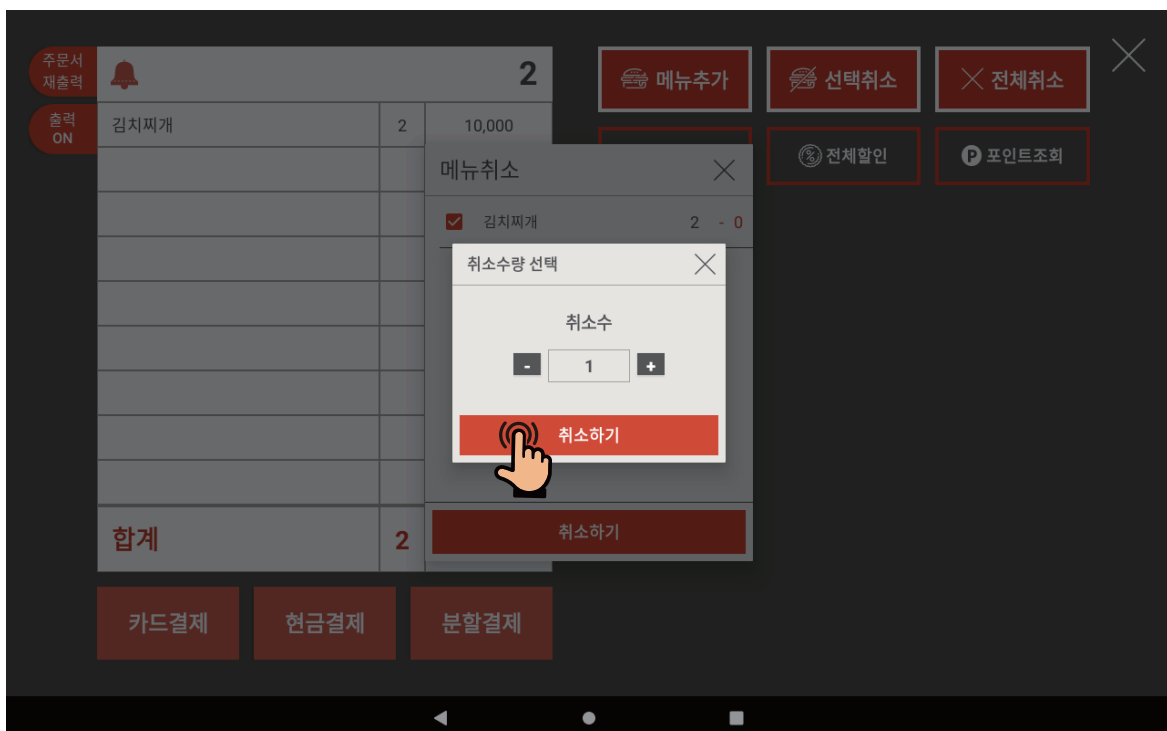 주문서
재출력
2
메뉴추가
선택취소
전체취소
출력
ON
김치찌개 2 10,000
전체할인
포인트조회
메뉴취소
김치찌개 2 - 0
취소수량 선택
취소수
- 1 +
취소하기
취소하기
합계 2
카드결제
현금결제
분할결제